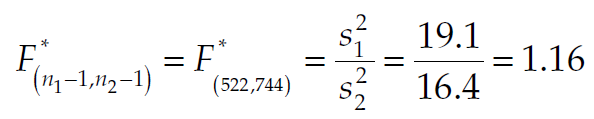 F*(n₁−1,n₂−1) = F*(522,744) = s₁²/s₂² = 19.1/16.4 = 1.16